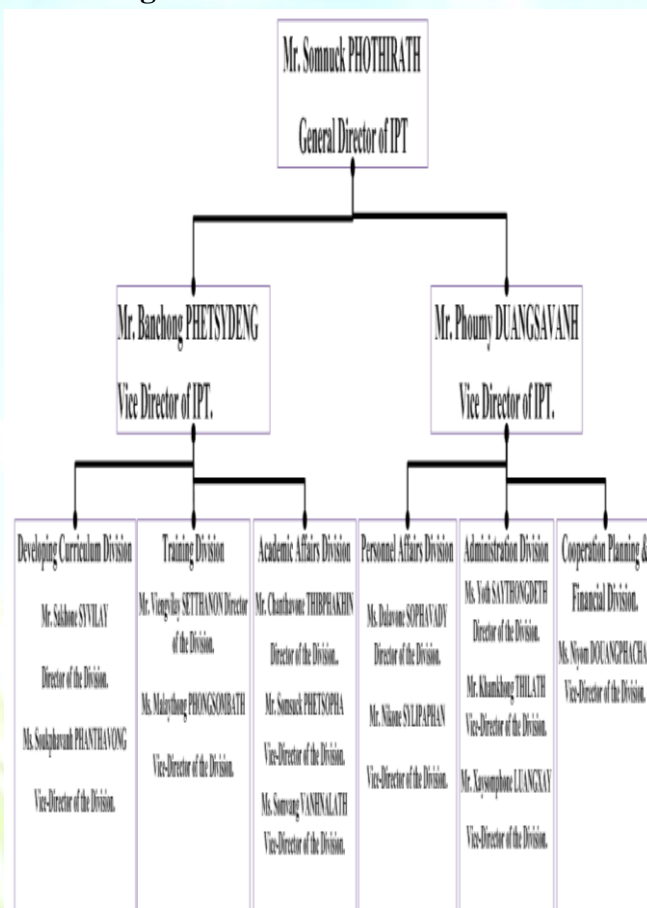 Mr. Somnuck PHOTHIRATH
General Director of IPT
Mr. Banchong PHETSYDENG
Vice Director of IPT.
Mr. Phoumy DUANGSAVANH
Vice Director of IPT.
Developing Curriculum Division
Mr. Sakhone SYVILAY
Director of the Division.
Ms. Soukphavanh PHANTHAVONG
Vice-Director of the Division.
Training Division
Mr. Viengvilay SETTHANON Director
of the Division.
Ms. Malaythong PHONGSOMBATH
Vice-Director of the Division.
Academic Affairs Division
Mr. Chanthavone THIBPHAKHIN
Director of the Division..
Mr. Somsuck PHETSOPHA
Vice-Director of the Division.
Ms. Somvang VANHNALATH
Vice-Director of the Division.
Personnel Affairs Division
Ms. Dalavone SOPHAVADY
Director of the Division.
Mr. Nikone SYLIPAPHAN
Vice-Director of the Division.
Administration Division
Ms. Yoth SAYTHONGDETH
Director of the Division.
Mr. Khamkhong THILATH
Vice-Director of the Division.
Mr. Xaysomphone LUANGXAY
Vice-Director of the Division.
Cooperation Planning &
Financial Division.
Ms. Niyom DOUANGPHACHA
Vice-Director of the Division.